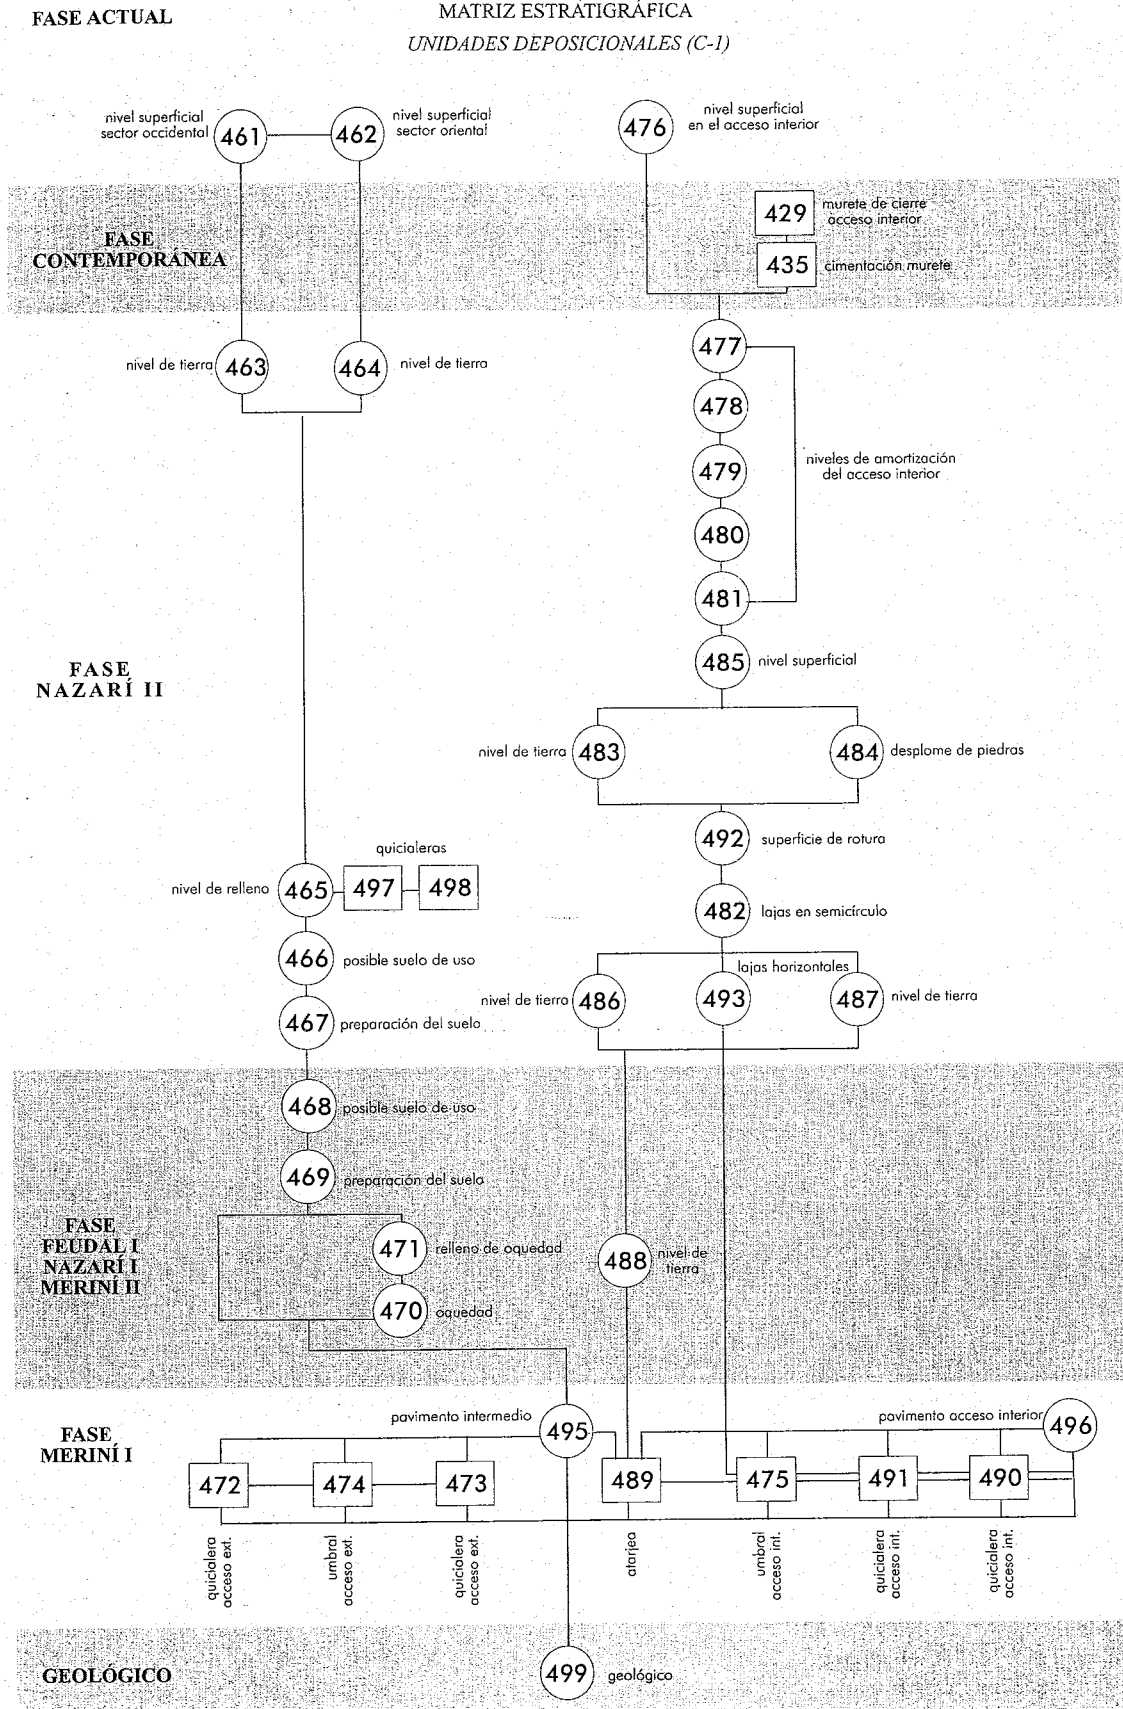 FASE ACTUAL
MATRIZ ESTRATIGRÁFICA
UNIDADES DEPOSICIONALES (C-1)
nivel superficial
sector occidental
461
462
nivel superficial
sector oriental
476
nivel superficial
en el acceso interior
FASE
CONTEMPORÁNEA
429
murete de cierre
acceso interior
435
cimentación murete
nivel de tierra
463
464
nivel de tierra
477
478
479
480
481
niveles de amortización
del acceso interior
FASE
NAZARÍ II
485
nivel superficial
nivel de tierra
483
484
desplome de piedras
492
superficie de rotura
quicialeras
nivel de relleno
465
497
498
482
lajas en semicírculo
466
posible suelo de uso
lajas horizontales
nivel de tierra
486
493
487
nivel de tierra
467
preparación del suelo
468
posible suelo de uso
469
preparación del suelo
FASE
FEUDAL I
NAZARÍ I
MERINÍ II
471
relleno de oquedad
488
nivel de
tierra
470
oquedad
FASE
MERINÍ I
pavimento intermedio
495
pavimento acceso interior
496
472
474
473
489
475
491
490
quicialera
acceso ext.
umbral
acceso ext.
quicialera
acceso ext.
atarjea
umbral
acceso int.
quicialera
acceso int.
quicialera
acceso int.
GEOLÓGICO
499
geológico